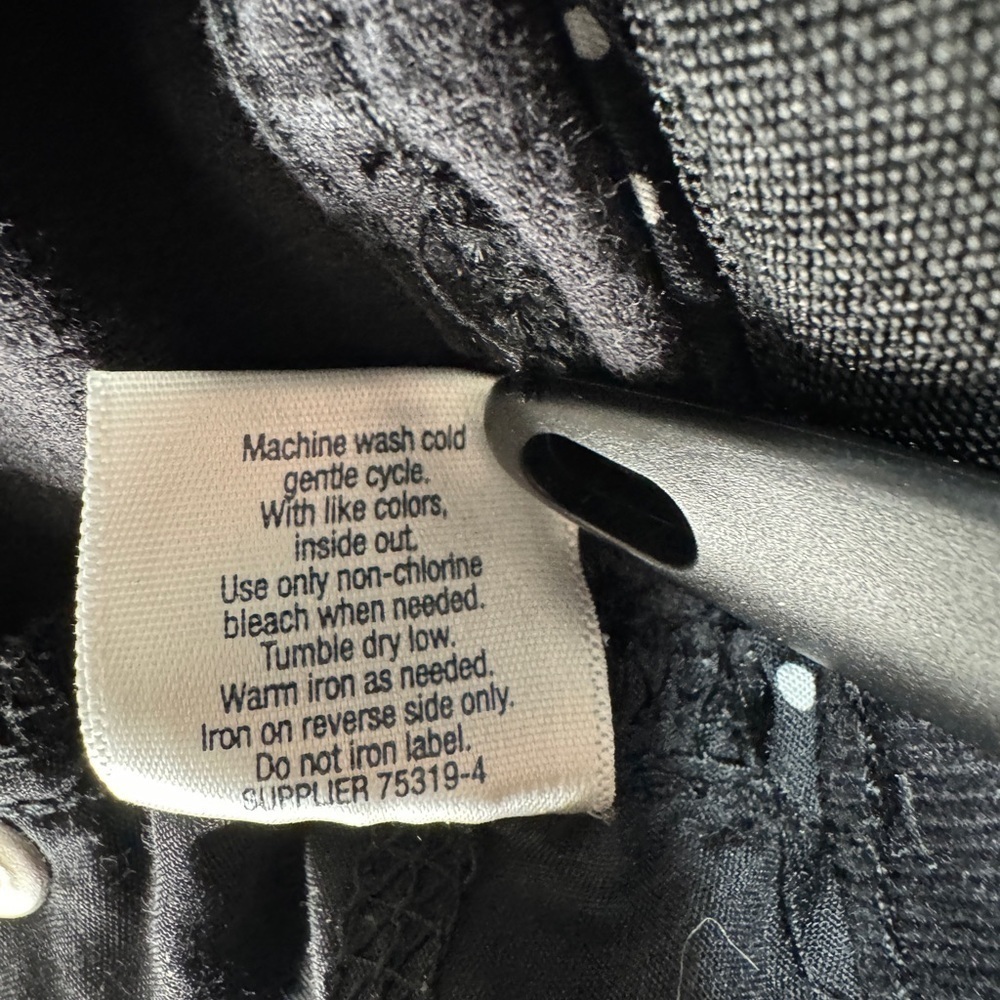 Machine wash cold
gentle cycle.
With like colors,
inside out.
Use only non-chlorine
bleach when needed.
Tumble dry low.
Warm iron as needed.
Iron on reverse side only.
Do not iron label.
SUPPLIER 75319-4